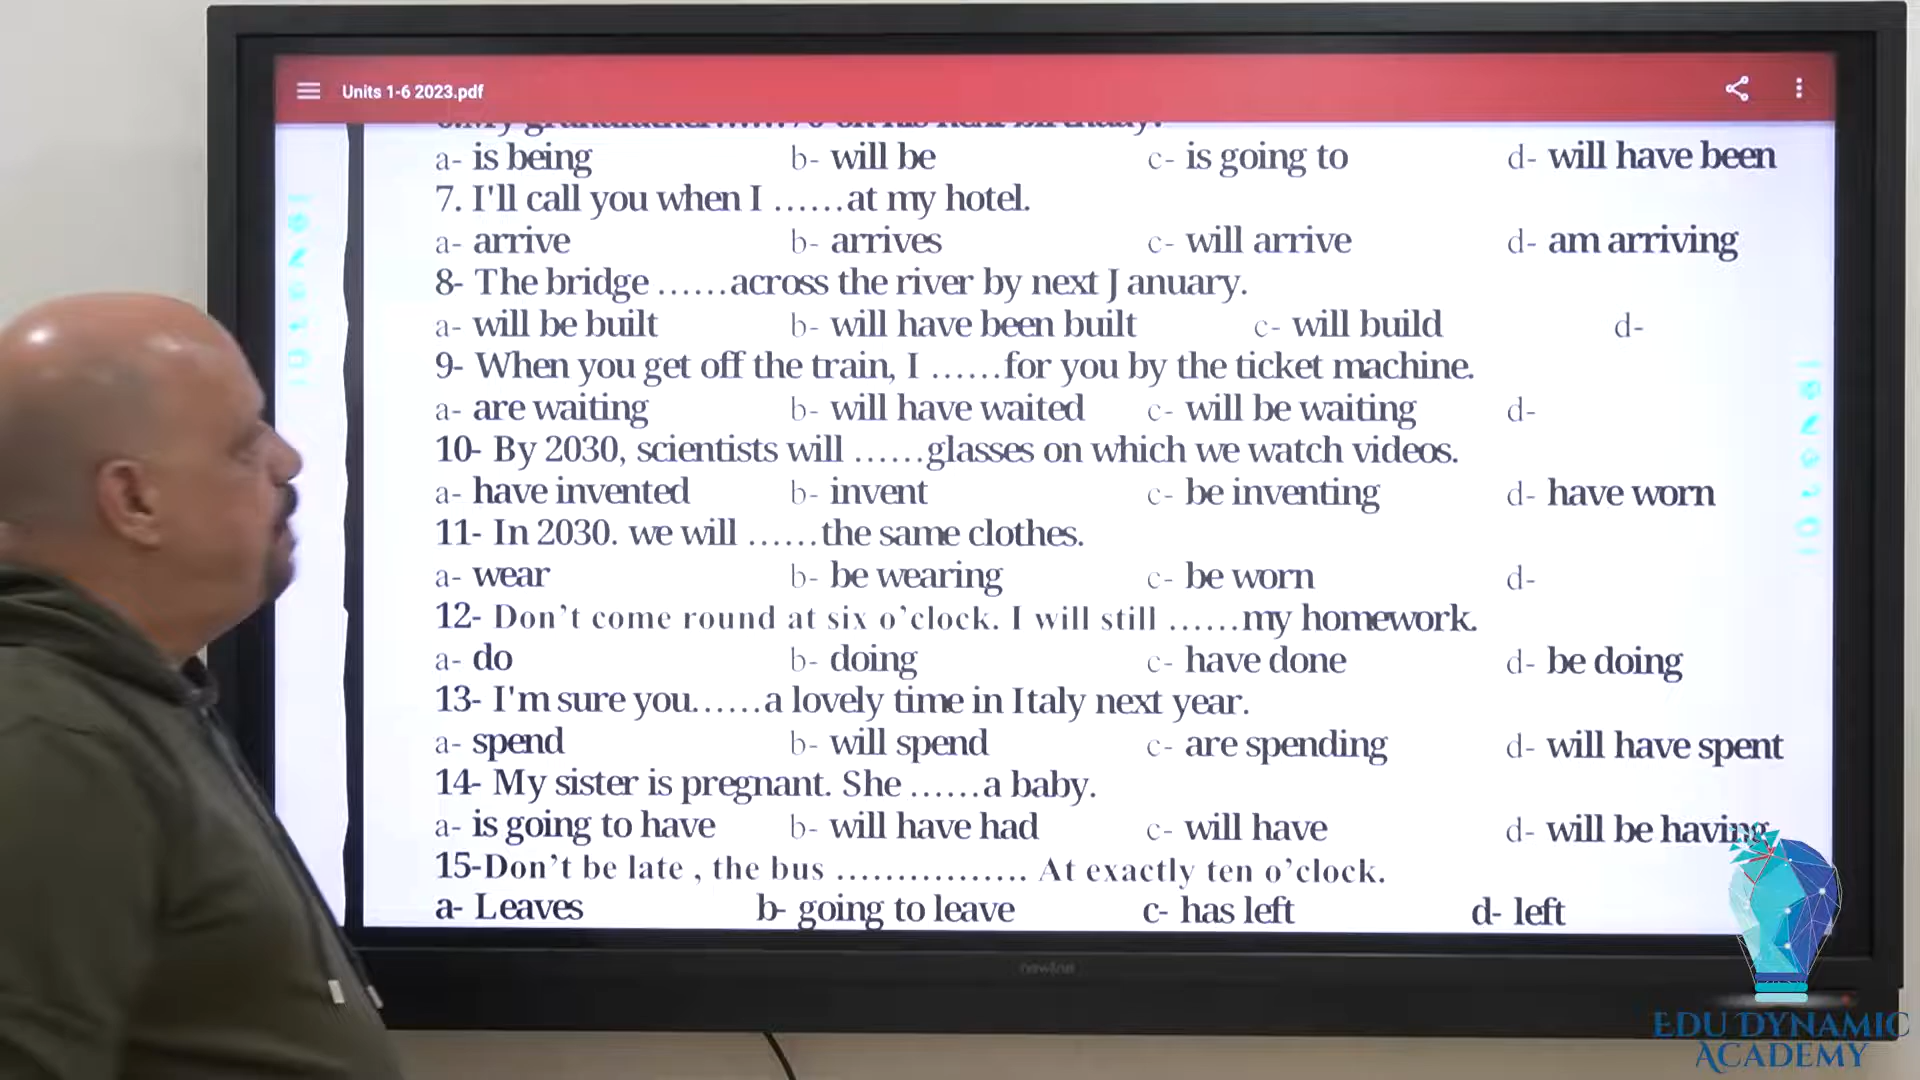 Units 1-6 2023.pdf
a- is being b- will be c- is going to d- will have been
7. I'll call you when I ......at my hotel.
a- arrive b- arrives c- will arrive d- am arriving
8- The bridge ......across the river by next January.
a- will be built b- will have been built c- will build d-
9- When you get off the train, I ......for you by the ticket machine.
a- are waiting b- will have waited c- will be waiting d-
10- By 2030, scientists will ......glasses on which we watch videos.
a- have invented b- invent c- be inventing d- have worn
11- In 2030. we will ......the same clothes.
a- wear b- be wearing c- be worn d-
12- Don't come round at six o'clock. I will still ......my homework.
a- do b- doing c- have done d- be doing
13- I'm sure you......a lovely time in Italy next year.
a- spend b- will spend c- are spending d- will have spent
14- My sister is pregnant. She ......a baby.
a- is going to have b- will have had c- will have d- will be having
15-Don't be late , the bus ................ At exactly ten o'clock.
a- Leaves b- going to leave c- has left d- left
newline
EDU DYNAMIC
ACADEMY